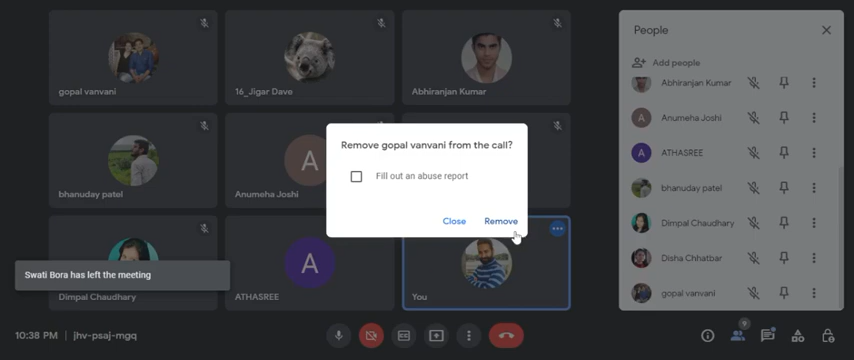 gopal vanvani
16_Jigar Dave
Abhiranjan Kumar
bhanuday patel
Anumeha Joshi
A
Dimpal Chaudhary
ATHASREE
A
You
Remove gopal vanvani from the call?
Fill out an abuse report
Close
Remove
Swati Bora has left the meeting
10:38 PM | jhv-psaj-mgq
People
Add people
Abhiranjan Kumar
A
Anumeha Joshi
A
ATHASREE
bhanuday patel
Dimpal Chaudhary
Disha Chhatbar
gopal vanvani
9